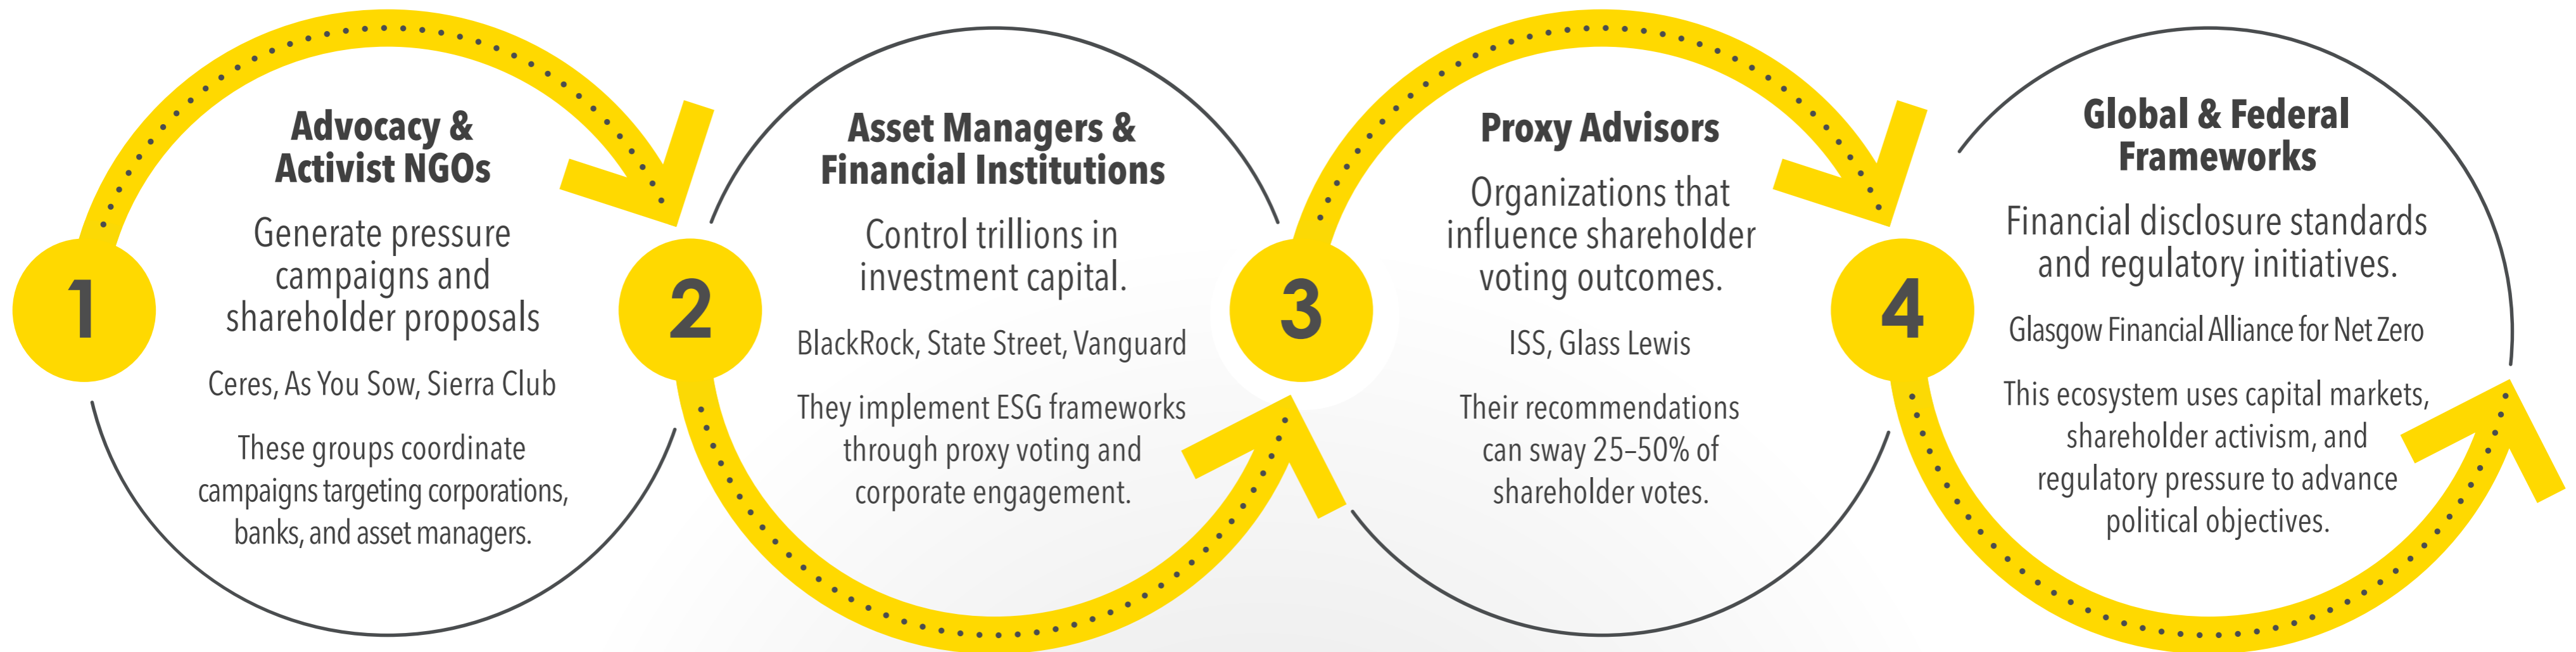 1
Advocacy &
Activist NGOs
Generate pressure
campaigns and
shareholder proposals
Ceres, As You Sow, Sierra Club
These groups coordinate
campaigns targeting corporations,
banks, and asset managers.
2
Asset Managers &
Financial Institutions
Control trillions in
investment capital.
BlackRock, State Street, Vanguard
They implement ESG frameworks
through proxy voting and
corporate engagement.
3
Proxy Advisors
Organizations that
influence shareholder
voting outcomes.
ISS, Glass Lewis
Their recommendations
can sway 25–50% of
shareholder votes.
4
Global & Federal
Frameworks
Financial disclosure standards
and regulatory initiatives.
Glasgow Financial Alliance for Net Zero
This ecosystem uses capital markets,
shareholder activism, and
regulatory pressure to advance
political objectives.